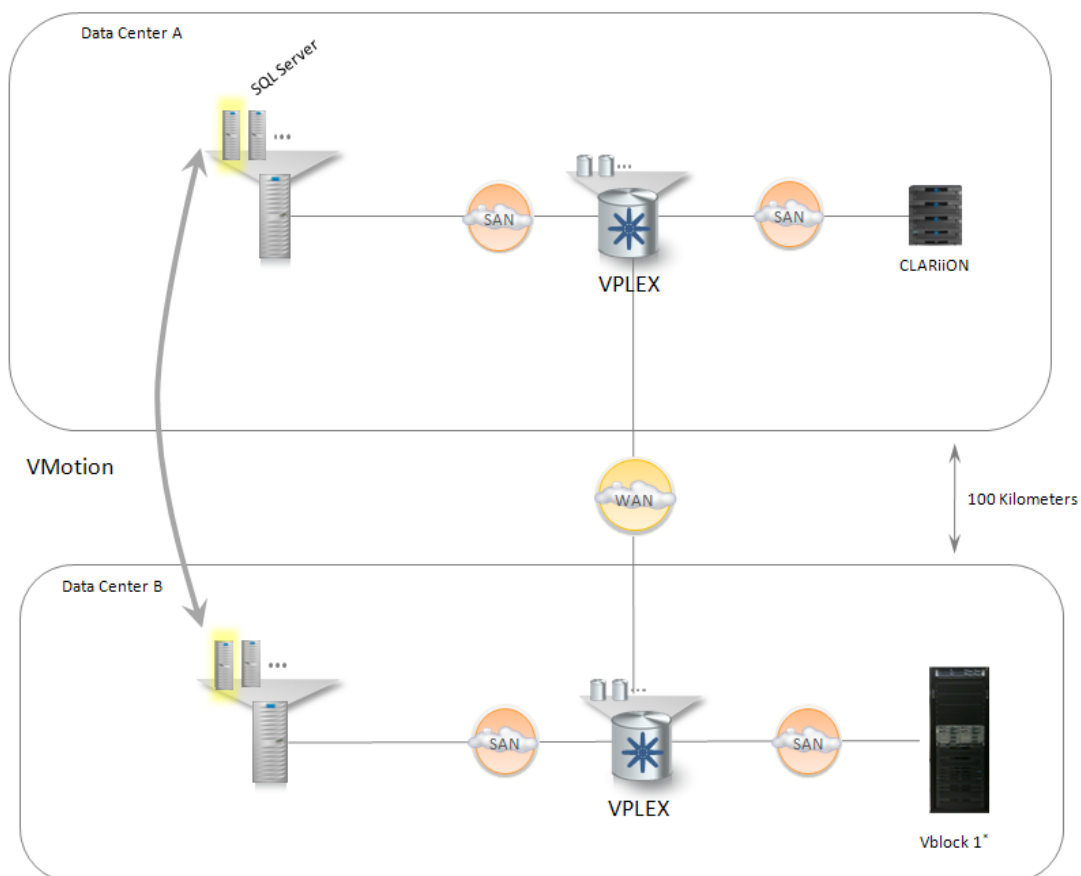 Data Center A
SQL Server
SAN
SAN
VPLEX
CLARiiON
VMotion
WAN
100 Kilometers
Data Center B
SAN
SAN
VPLEX
Vblock 1*